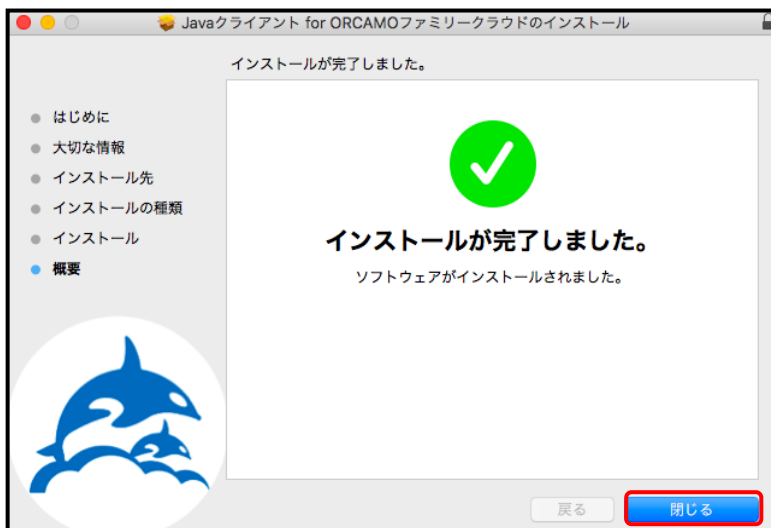 Javaクライアント for ORCAMOファミリークラウドのインストール
インストールが完了しました。
はじめに
大切な情報
インストール先
インストールの種類
インストール
概要
インストールが完了しました。
ソフトウェアがインストールされました。
戻る
閉じる